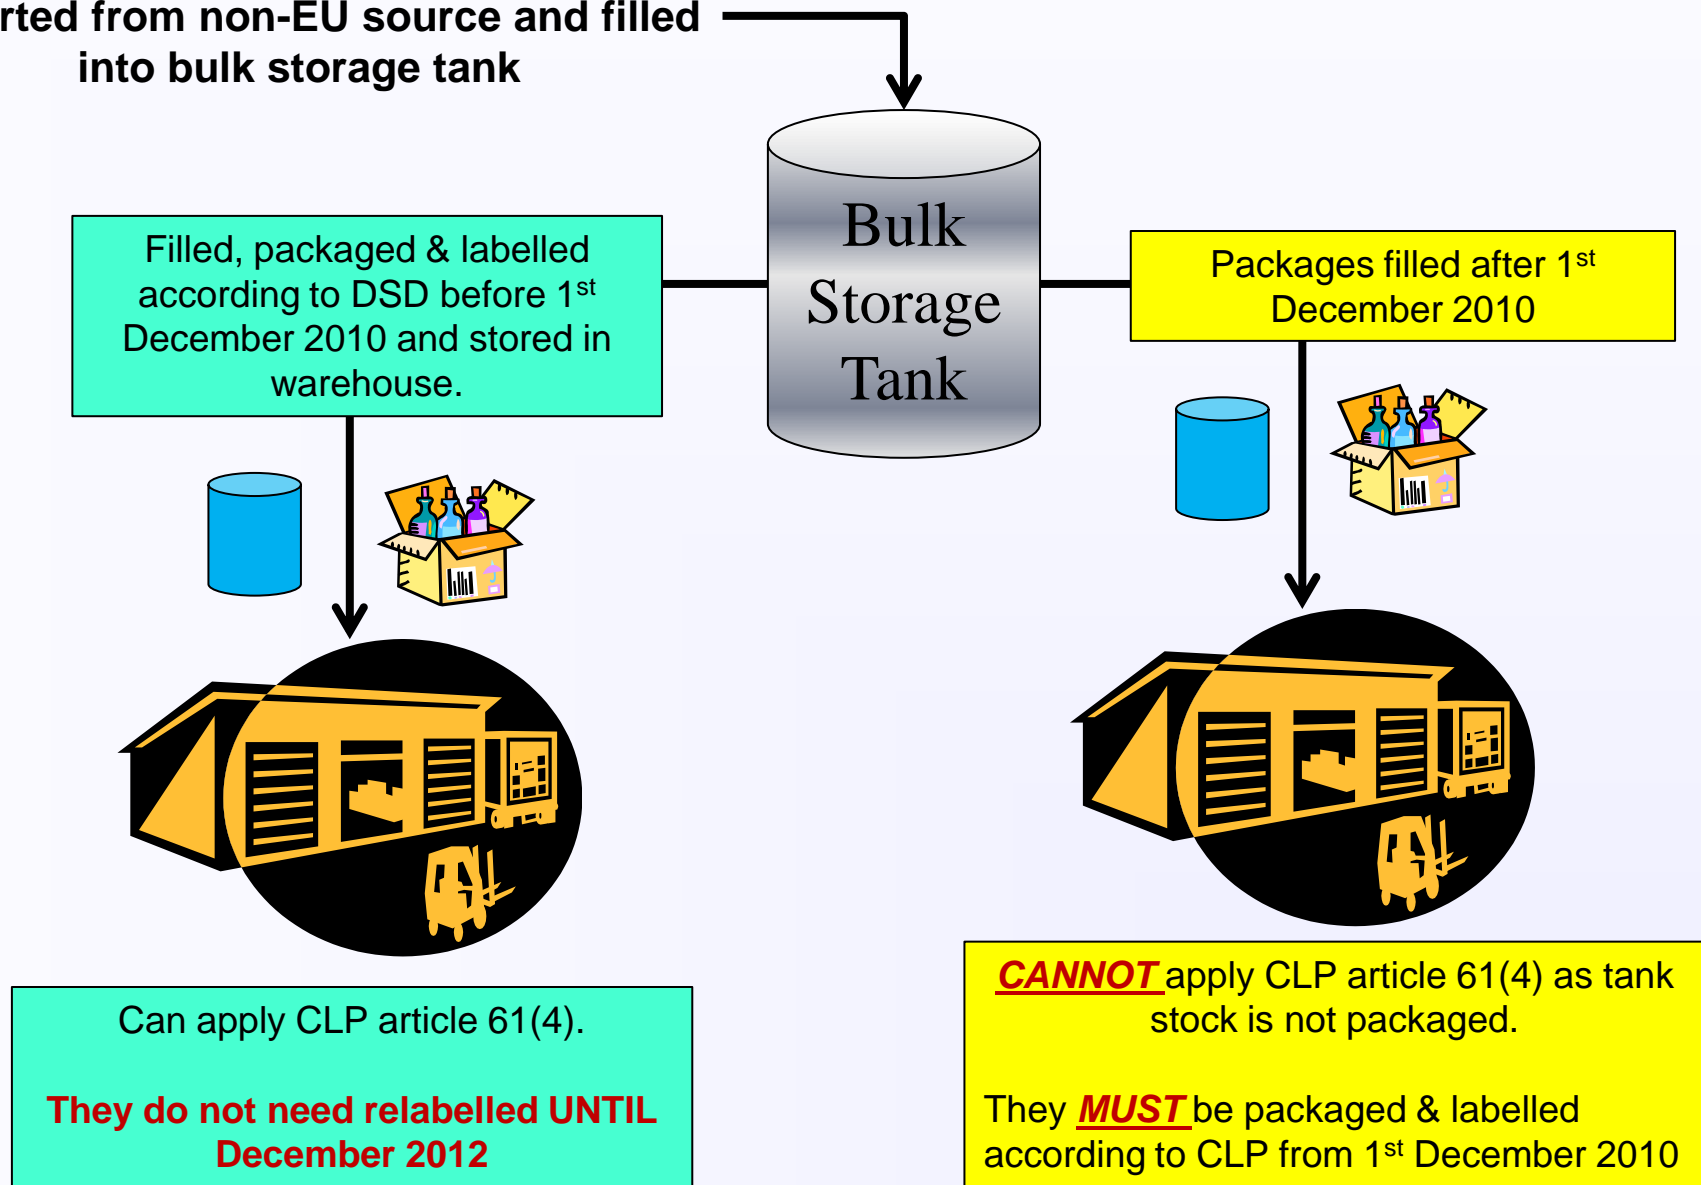 rted from non-EU source and filled
into bulk storage tank
Bulk
Storage
Tank
Filled, packaged & labelled
according to DSD before 1st
December 2010 and stored in
warehouse.
Packages filled after 1st
December 2010
Can apply CLP article 61(4).
They do not need relabelled UNTIL
December 2012
CANNOT apply CLP article 61(4) as tank
stock is not packaged.
They MUST be packaged & labelled
according to CLP from 1st December 2010